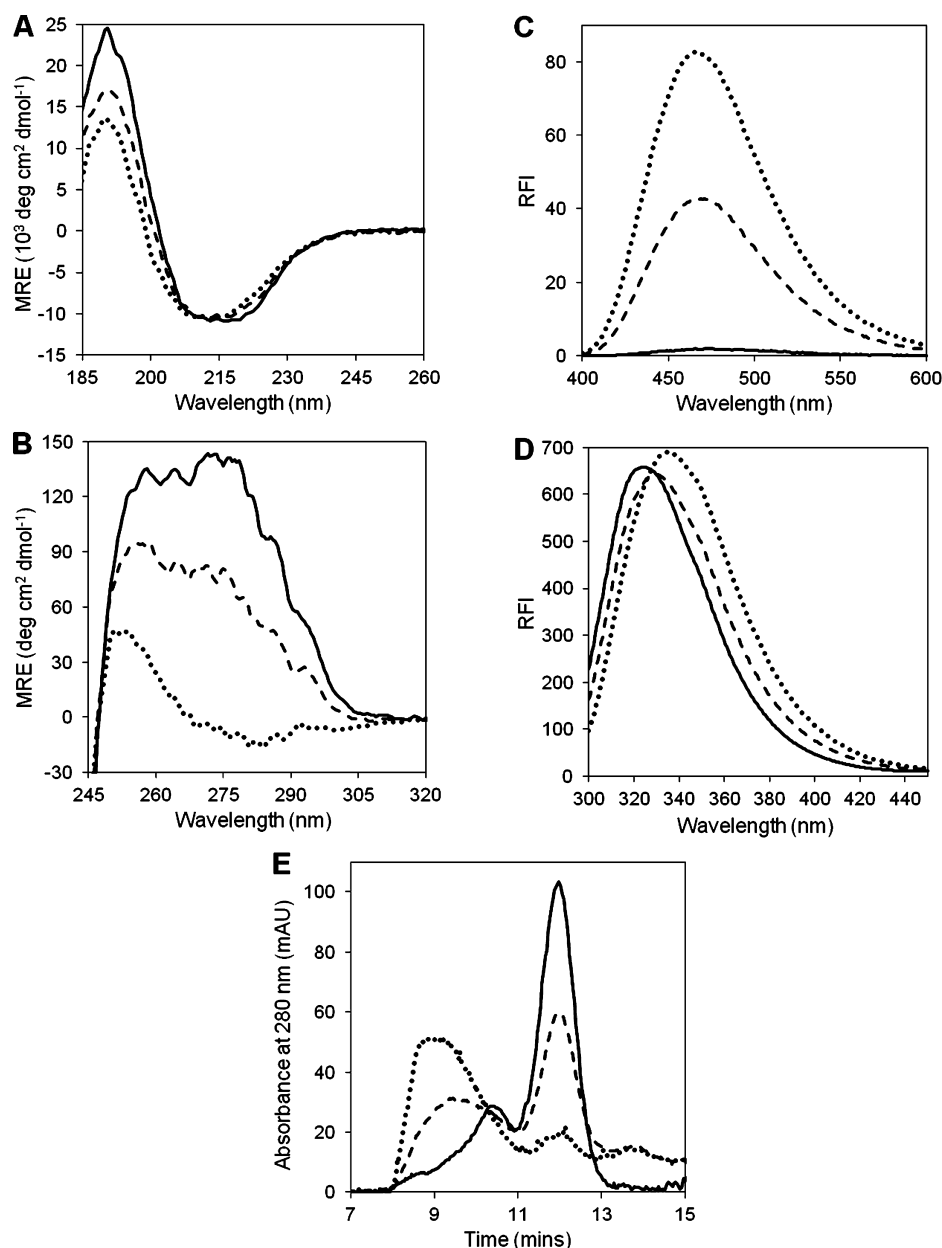 A
25
20
15
10
5
0
-5
-10
-15
MRE (10³ deg cm² dmol⁻¹)
185 200 215 230 245 260
Wavelength (nm)
C
80
60
40
20
0
RFI
400 450 500 550 600
Wavelength (nm)
B
150
120
90
60
30
0
-30
MRE (deg cm² dmol⁻¹)
245 260 275 290 305 320
Wavelength (nm)
D
700
600
500
400
300
200
100
0
RFI
300 320 340 360 380 400 420 440
Wavelength (nm)
E
100
80
60
40
20
0
Absorbance at 280 nm (mAU)
7 9 11 13 15
Time (mins)